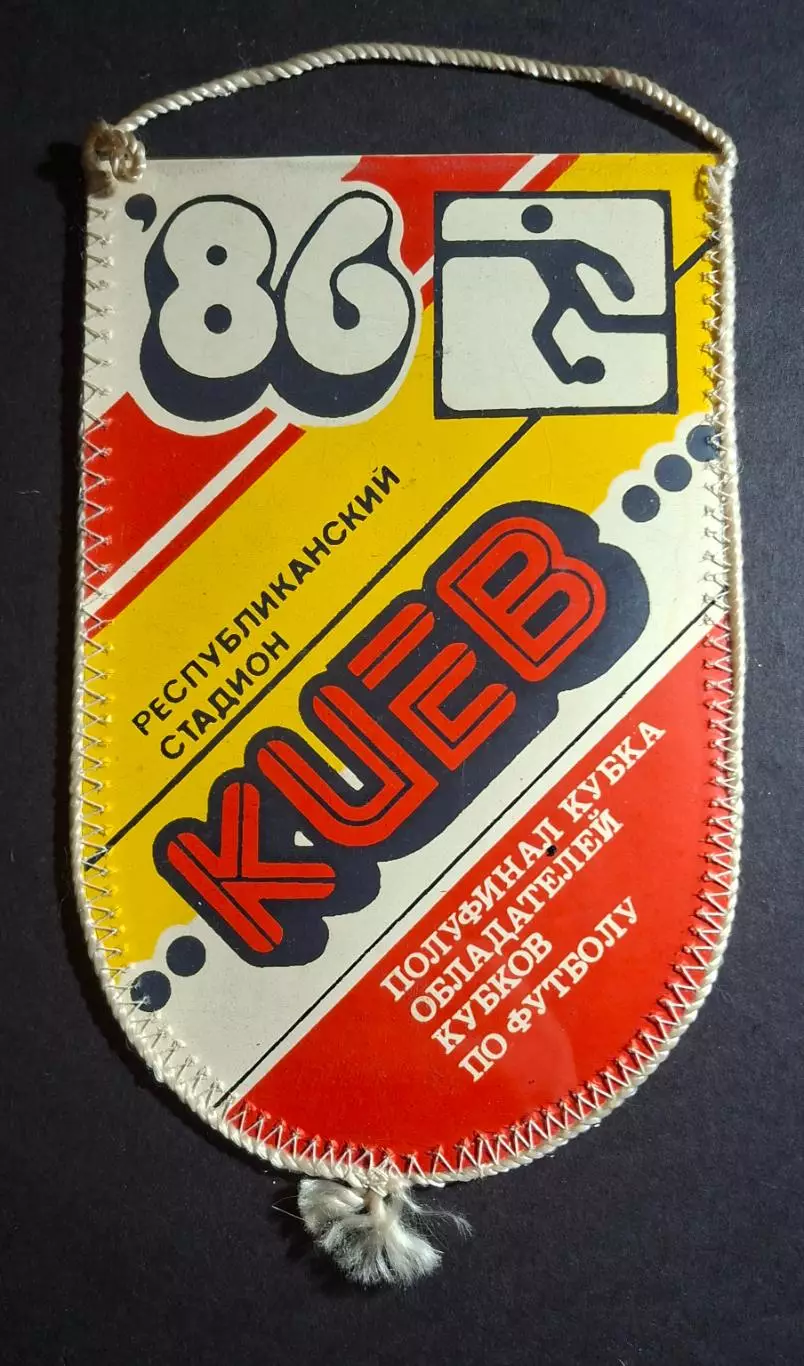 '86
РЕСПУБЛИКАНСКИЙ
СТАДИОН
КИЕВ
ПОЛУФИНАЛ КУБКА
ОБЛАДАТЕЛЕЙ
КУБКОВ
ПО ФУТБОЛУ